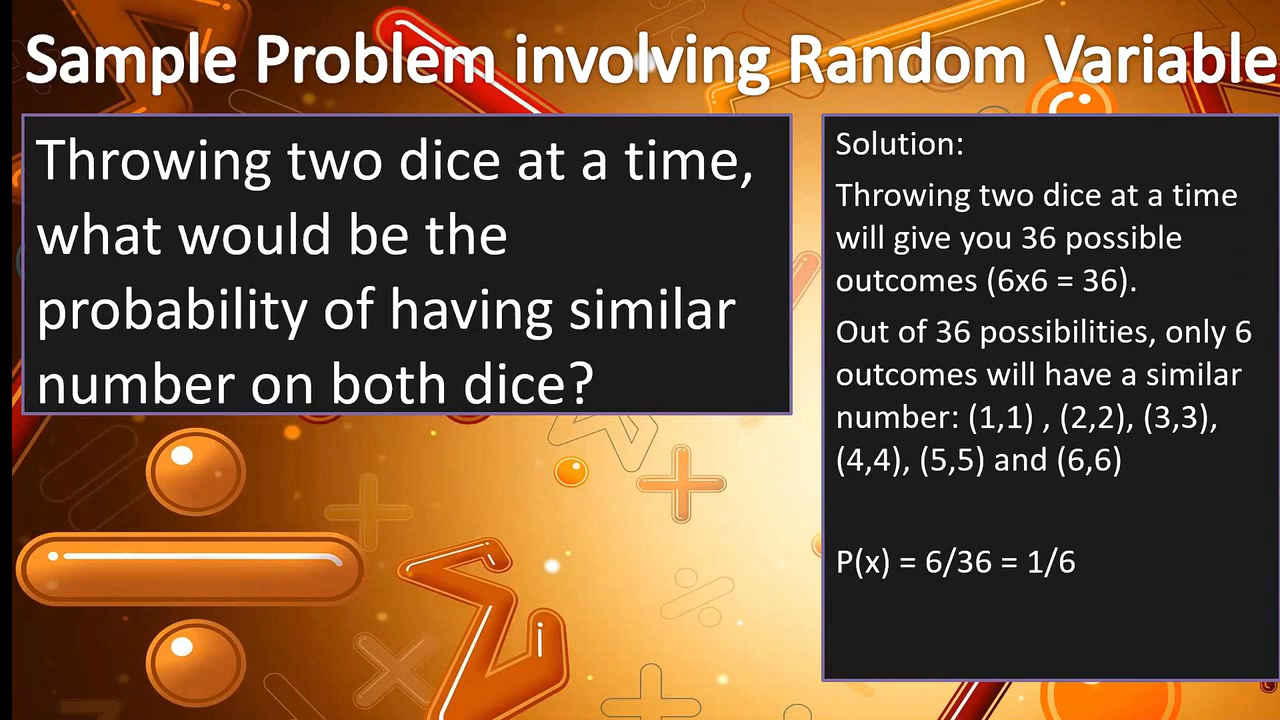 Sample Problem involving Random Variable
Throwing two dice at a time,
what would be the
probability of having similar
number on both dice?
Solution:
Throwing two dice at a time
will give you 36 possible
outcomes (6x6 = 36).
Out of 36 possibilities, only 6
outcomes will have a similar
number: (1,1) , (2,2), (3,3),
(4,4), (5,5) and (6,6)
P(x) = 6/36 = 1/6